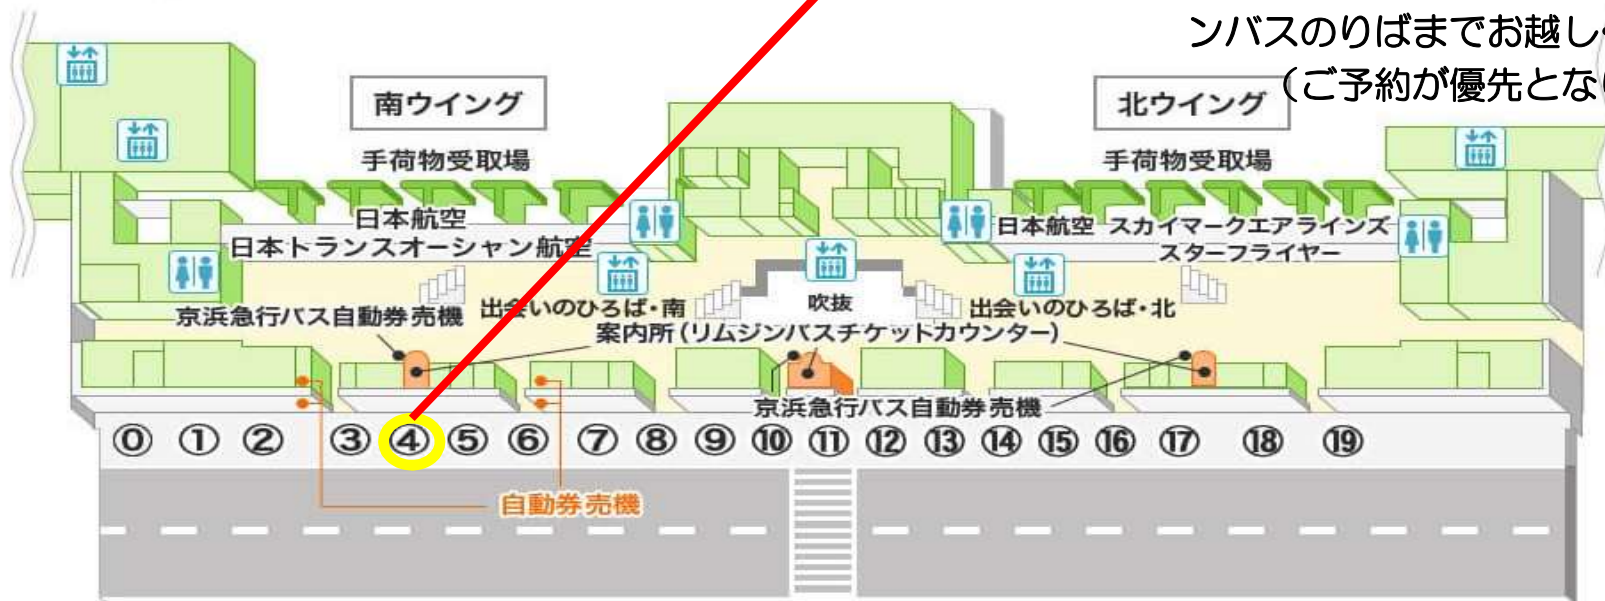 ンバスのりばまでお越し
（ご予約が優先とな
南ウイング
北ウイング
手荷物受取場
手荷物受取場
日本航空
日本トランスオーシャン航空
日本航空 スカイマークエアラインズ
スターフライヤー
京浜急行バス自動券売機
出会いのひろば・南
吹抜
出会いのひろば・北
案内所(リムジンバスチケットカウンター)
京浜急行バス自動券売機
⓪ ① ② ③ ④ ⑤ ⑥ ⑦ ⑧ ⑨ ⑩ ⑪ ⑫ ⑬ ⑭ ⑮ ⑯ ⑰ ⑱ ⑲
自動券売機